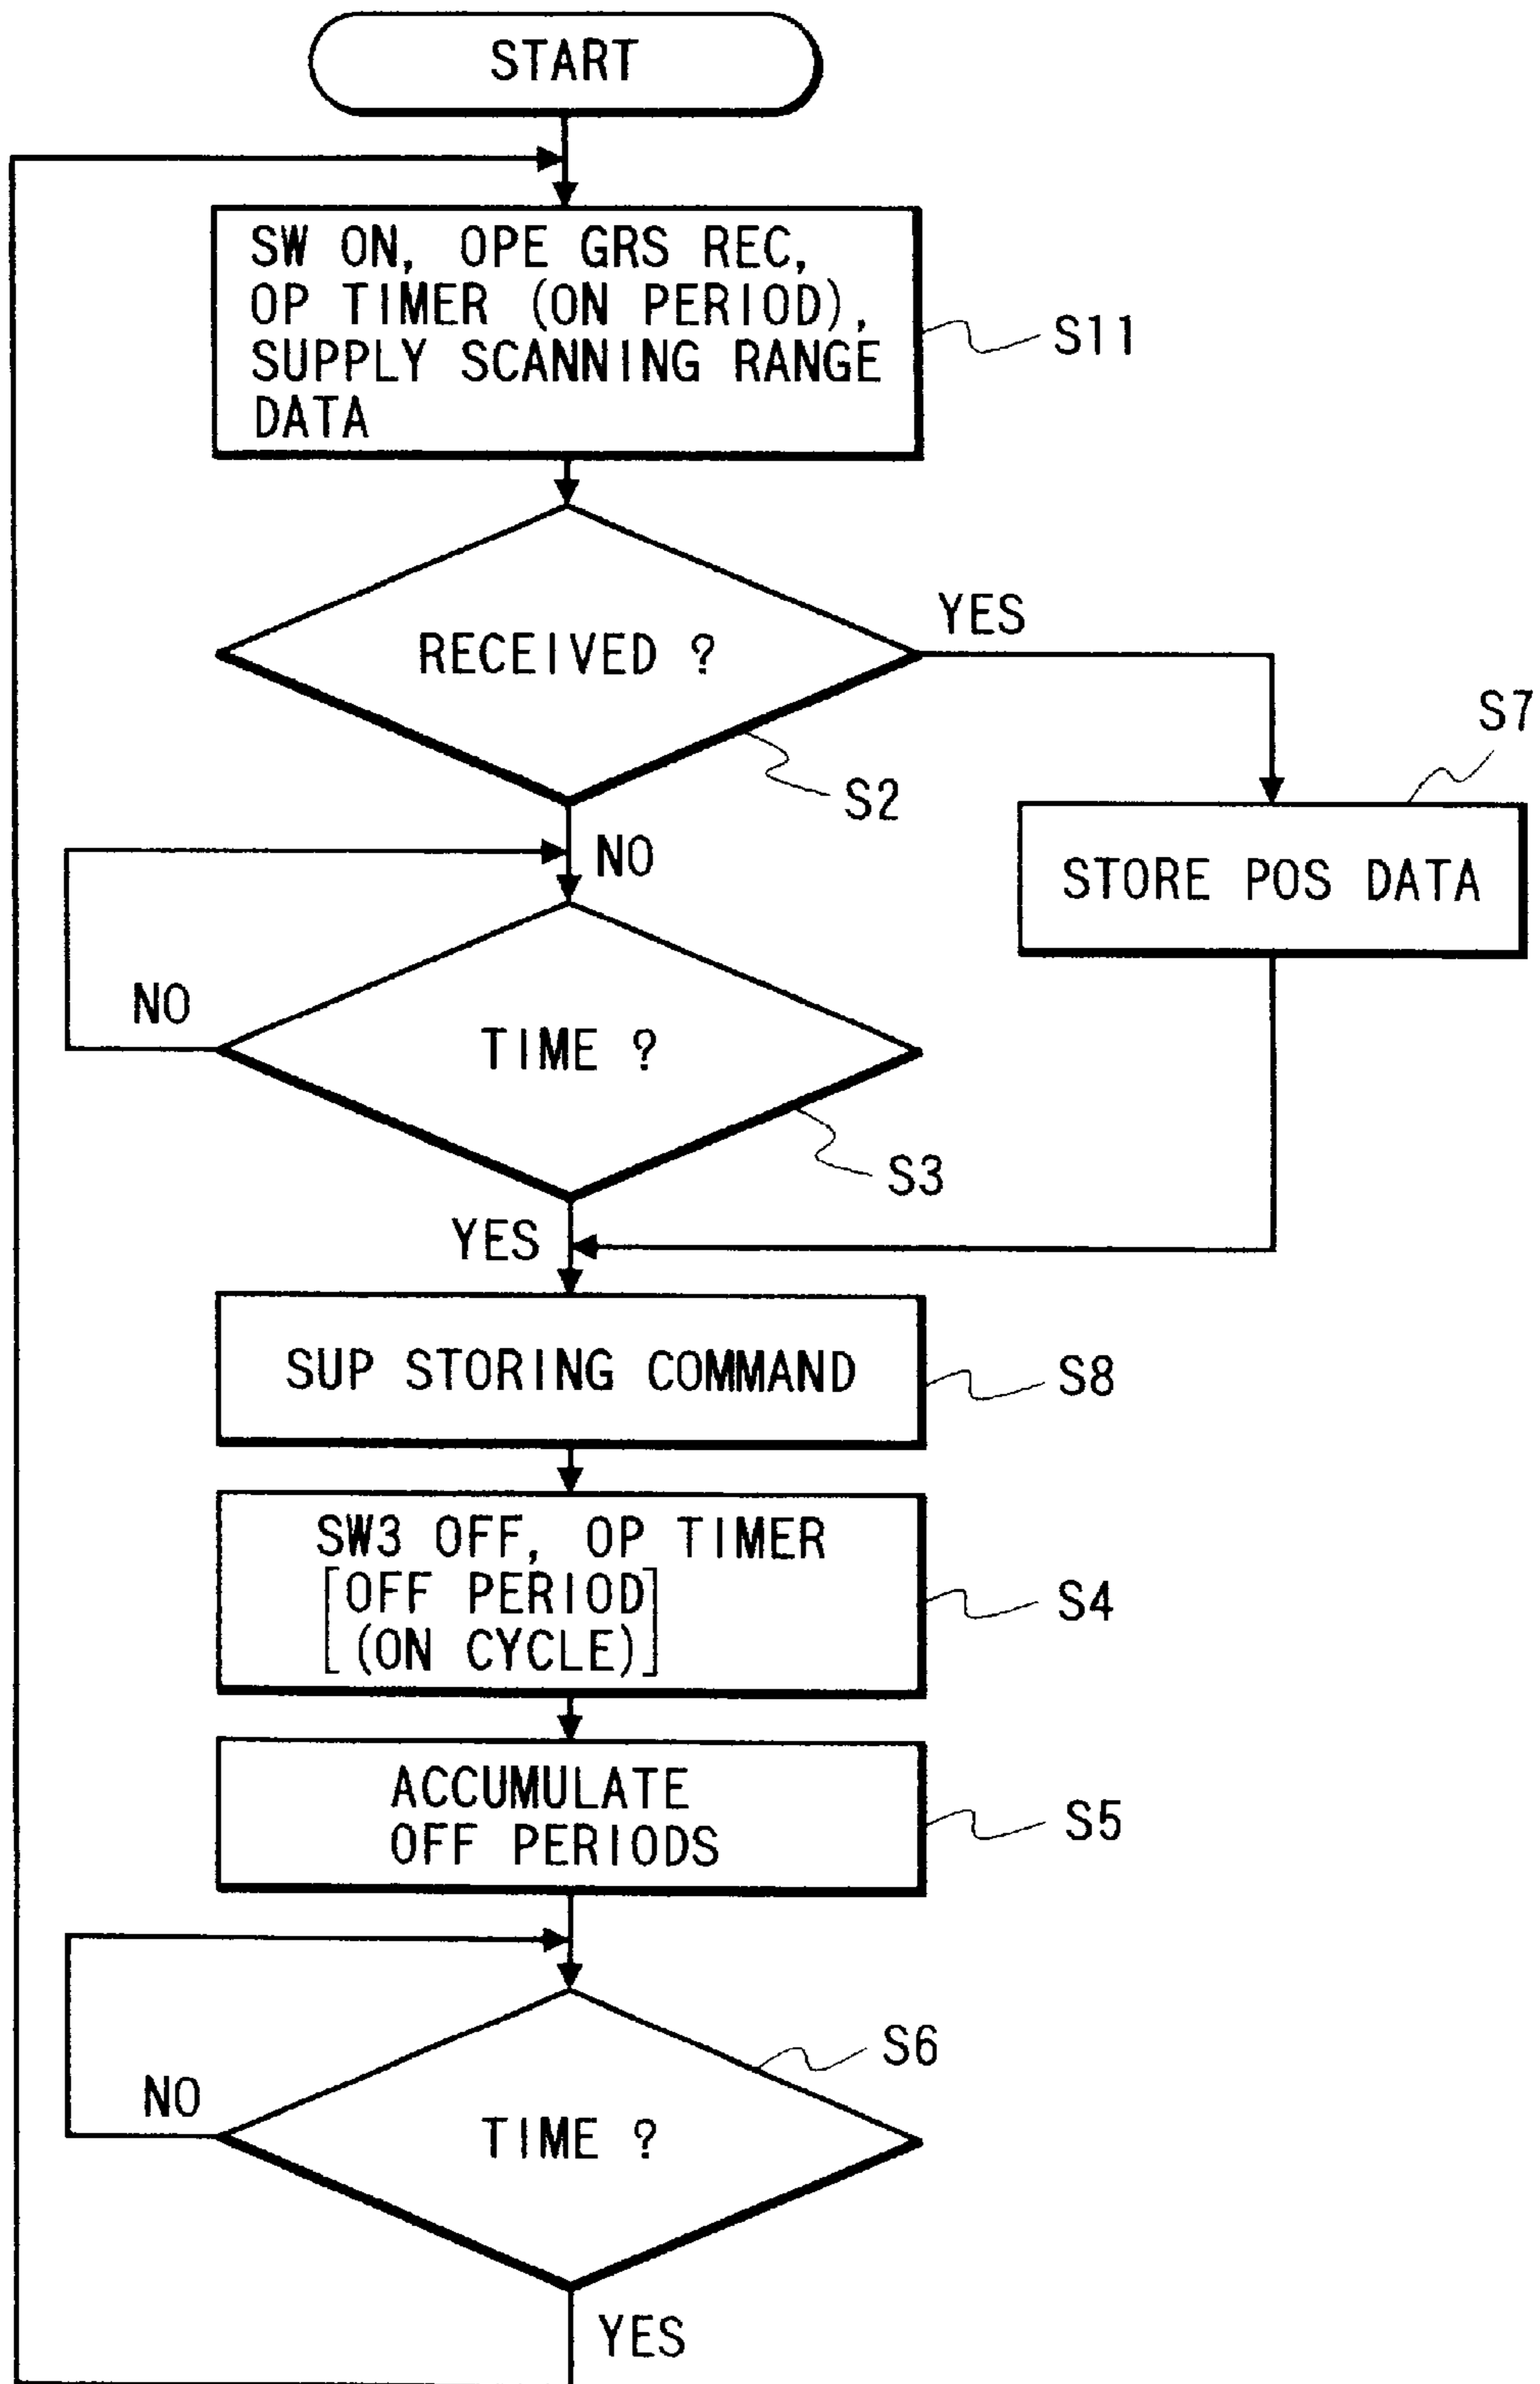 START
SW ON, OPE GRS REC,
OP TIMER (ON PERIOD),
SUPPLY SCANNING RANGE
DATA
S11
RECEIVED ?
YES
S2
S7
STORE POS DATA
NO
NO
TIME ?
S3
YES
SUP STORING COMMAND
S8
SW3 OFF, OP TIMER
[OFF PERIOD
(ON CYCLE)]
S4
ACCUMULATE
OFF PERIODS
S5
S6
NO
TIME ?
YES